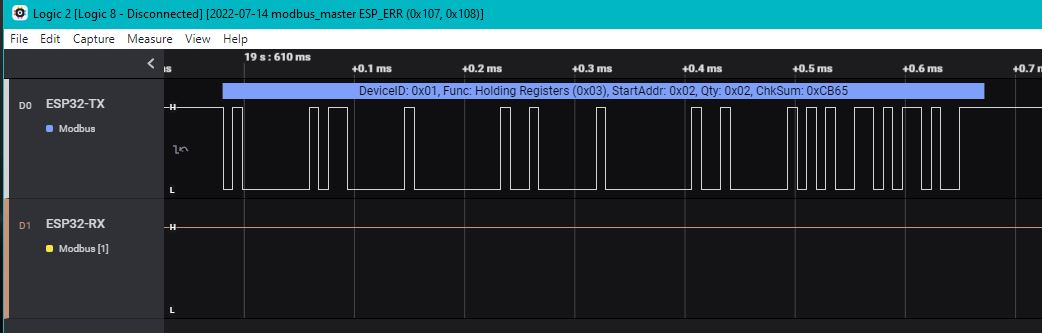 Logic 2 [Logic 8 - Disconnected] [2022-07-14 modbus_master ESP_ERR (0x107, 0x108)]
File Edit Capture Measure View Help
19 s : 610 ms
ms +0.1 ms +0.2 ms +0.3 ms +0.4 ms +0.5 ms +0.6 ms +0.7 m
DeviceID: 0x01, Func: Holding Registers (0x03), StartAddr: 0x02, Qty: 0x02, ChkSum: 0xCB65
D0 ESP32-TX H
Modbus
L
D1 ESP32-RX H
Modbus [1]
L